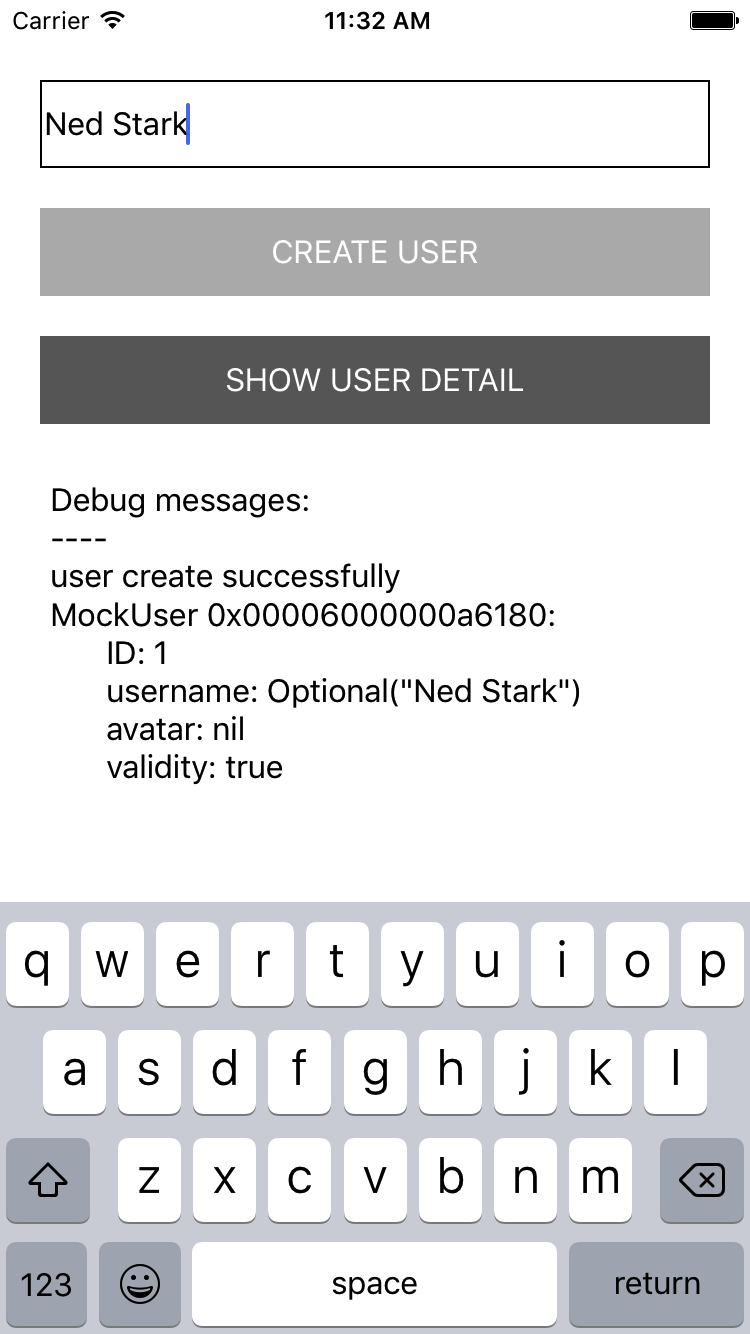 Carrier 11:32 AM
Ned Stark
CREATE USER
SHOW USER DETAIL
Debug messages:
----
user create successfully
MockUser 0x00006000000a6180:
ID: 1
username: Optional("Ned Stark")
avatar: nil
validity: true
q w e r t y u i o p
a s d f g h j k l
z x c v b n m
123 space return